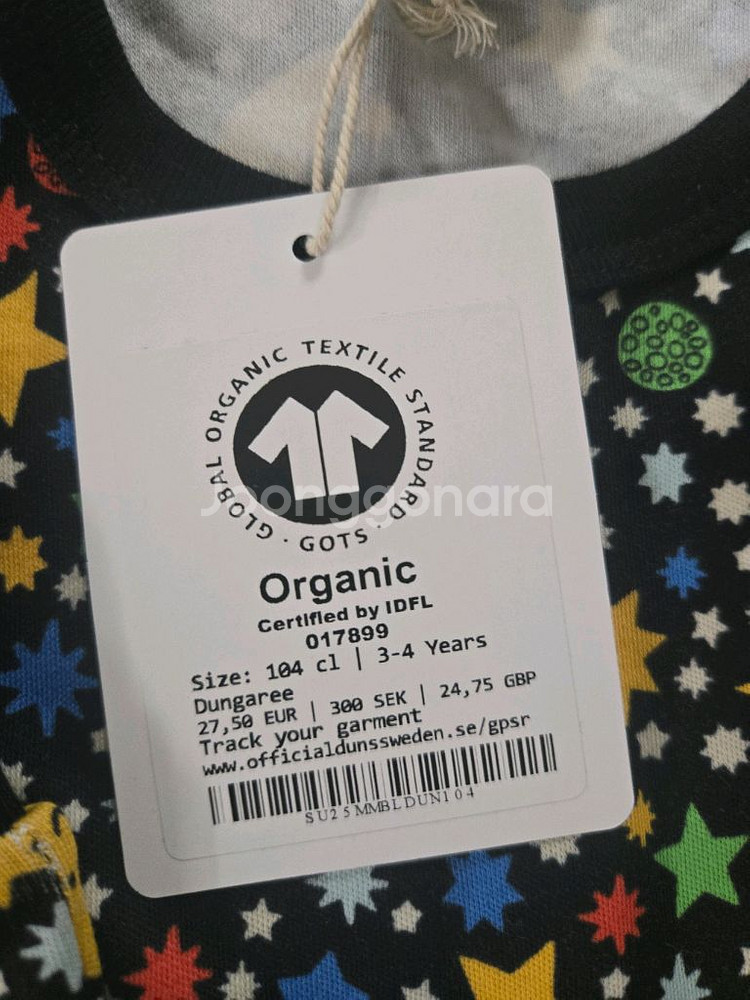 GLOBAL ORGANIC TEXTILE STANDARD · GOTS ·
Joonggonara
Organic
Certified by IDFL
017899
Size: 104 cl | 3-4 Years
Dungaree
27,50 EUR | 300 SEK | 24,75 GBP
Track your garment
www.officialdunssweden.se/gpsr
SU25MMBLDUN104